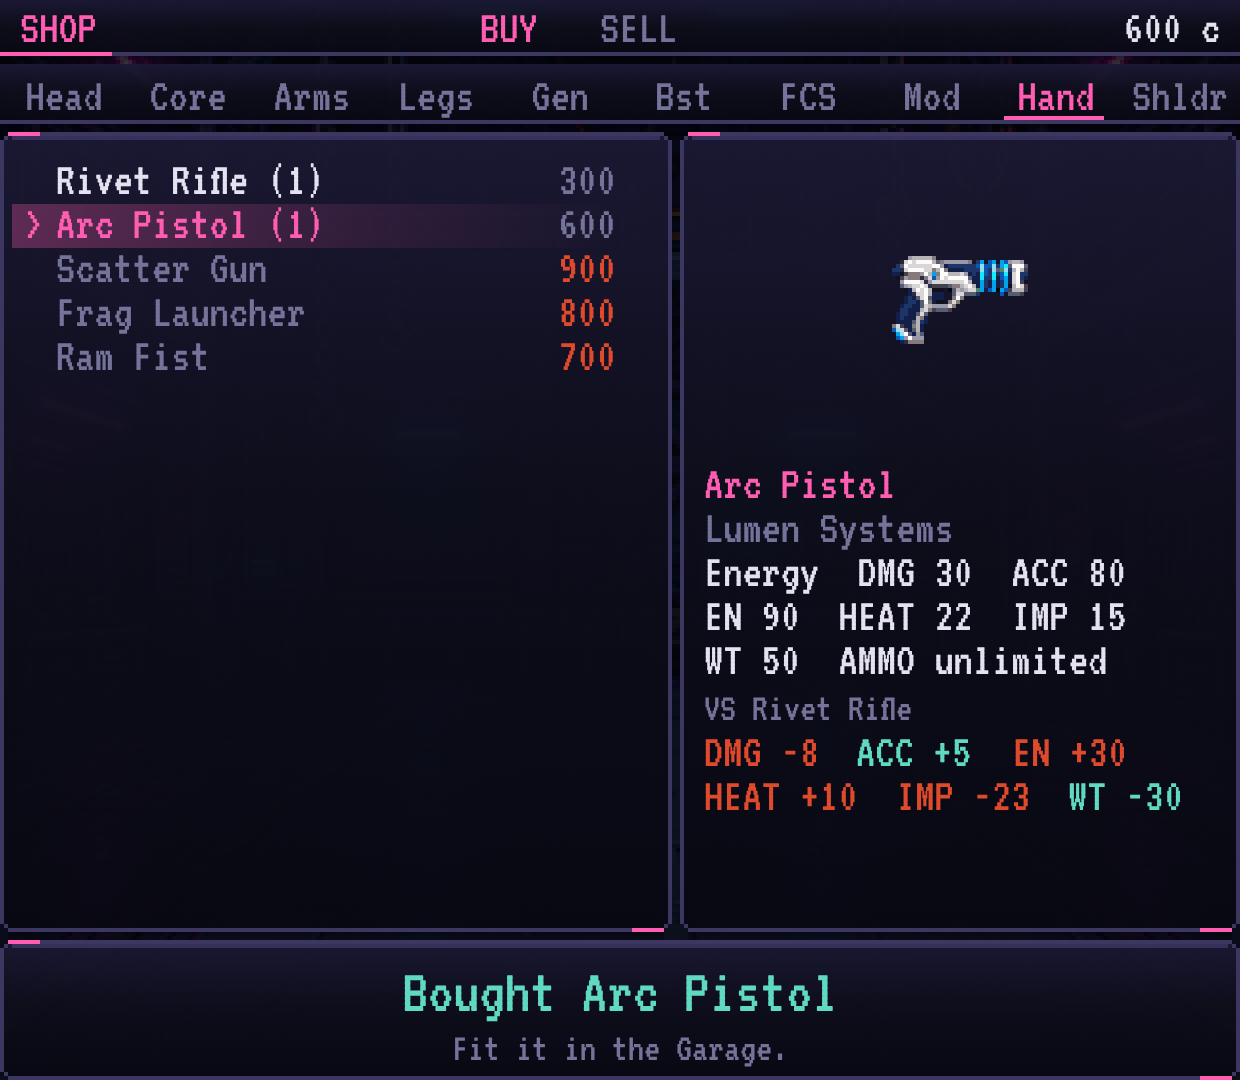 SHOP BUY SELL 600 c
Head Core Arms Legs Gen Bst FCS Mod Hand Shldr
Rivet Rifle (1) 300
> Arc Pistol (1) 600
Scatter Gun 900
Frag Launcher 800
Ram Fist 700
Arc Pistol
Lumen Systems
Energy DMG 30 ACC 80
EN 90 HEAT 22 IMP 15
WT 50 AMMO unlimited
VS Rivet Rifle
DMG -8 ACC +5 EN +30
HEAT +10 IMP -23 WT -30
Bought Arc Pistol
Fit it in the Garage.